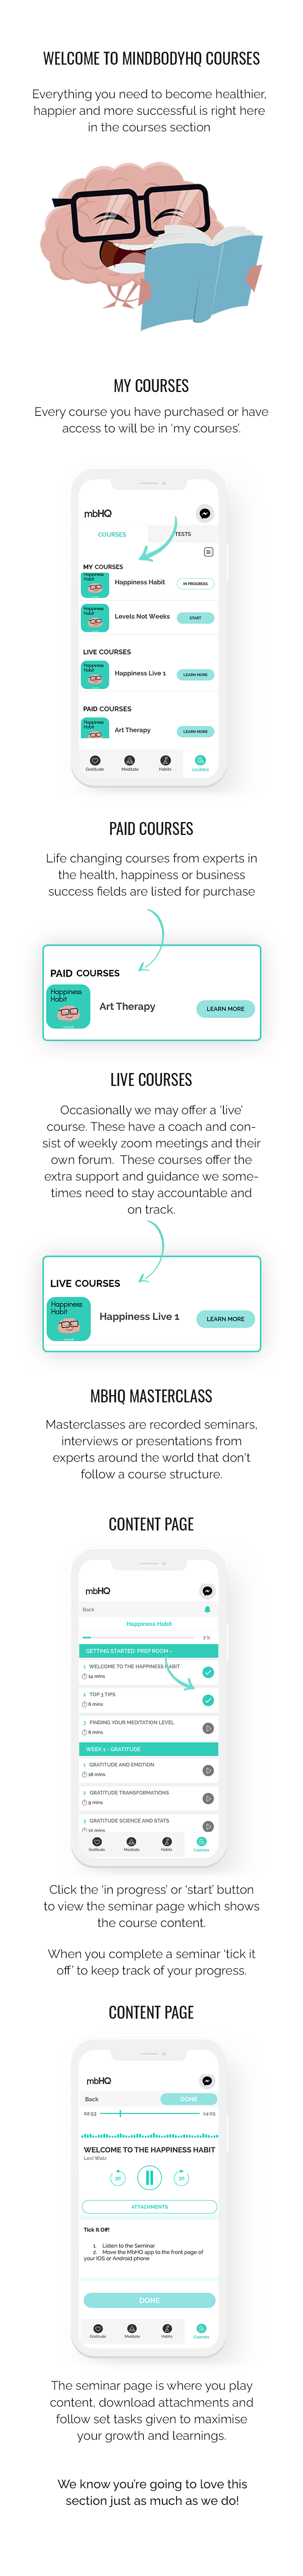 WELCOME TO MINDBODYHQ COURSES
Everything you need to become healthier,
happier and more successful is right here
in the courses section
MY COURSES
Every course you have purchased or have
access to will be in ‘my courses’.
mbHQ
COURSES
TESTS
MY COURSES
Happiness
Habit
Happiness Habit
IN PROGRESS
Happiness
Habit
Levels Not Weeks
START
LIVE COURSES
Happiness
Habit
Happiness Live 1
LEARN MORE
PAID COURSES
Happiness
Habit
Art Therapy
LEARN MORE
Gratitude
Meditate
Habits
COURSES
PAID COURSES
Life changing courses from experts in
the health, happiness or business
success fields are listed for purchase
PAID COURSES
Happiness
Habit
Art Therapy
LEARN MORE
LIVE COURSES
Occasionally we may offer a ‘live’
course. These have a coach and con-
sist of weekly zoom meetings and their
own forum. These courses offer the
extra support and guidance we some-
times need to stay accountable and
on track.
LIVE COURSES
Happiness
Habit
Happiness Live 1
LEARN MORE
MBHQ MASTERCLASS
Masterclasses are recorded seminars,
interviews or presentations from
experts around the world that don't
follow a course structure.
CONTENT PAGE
mbHQ
Back
Happiness Habit
7 %
GETTING STARTED: PREP ROOM -
1 WELCOME TO THE HAPPINESS HABIT
14 mins
2 TOP 3 TIPS
6 mins
3 FINDING YOUR MEDITATION LEVEL
6 mins
WEEK 1 - GRATITUDE
1 GRATITUDE AND EMOTION
18 mins
2 GRATITUDE TRANSFORMATIONS
9 mins
3 GRATITUDE SCIENCE AND STATS
12 mins
Gratitude
Meditate
Habits
Courses
Click the ‘in progress’ or ‘start’ button
to view the seminar page which shows
the course content.
When you complete a seminar ‘tick it
off’ to keep track of your progress.
CONTENT PAGE
mbHQ
Back
DONE
02:53
14:05
WELCOME TO THE HAPPINESS HABIT
Levi Walz
30
30
ATTACHMENTS
Tick It Off!
1. Listen to the Seminar
2. Move the MbHQ app to the front page of
your IOS or Android phone
DONE
Gratitude
Meditate
Habits
Courses
The seminar page is where you play
content, download attachments and
follow set tasks given to maximise
your growth and learnings.
We know you’re going to love this
section just as much as we do!